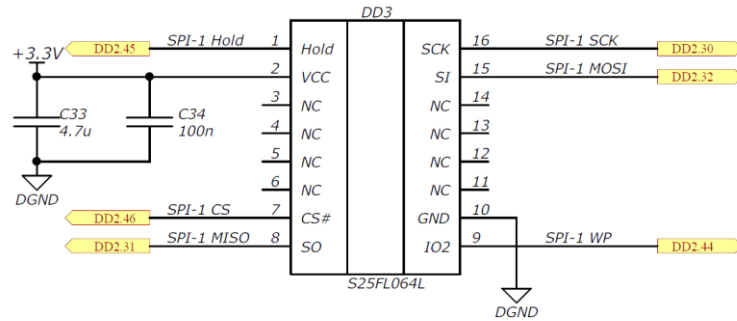 DD3
DD2.45 SPI-1 Hold 1 Hold SCK 16 SPI-1 SCK DD2.30
+3.3V 2 VCC SI 15 SPI-1 MOSI DD2.32
3 NC NC 14
C33 4.7u C34 100n 4 NC NC 13
5 NC NC 12
6 NC NC 11
DGND
DD2.46 SPI-1 CS 7 CS# GND 10
DD2.31 SPI-1 MISO 8 SO IO2 9 SPI-1 WP DD2.44
S25FL064L
DGND